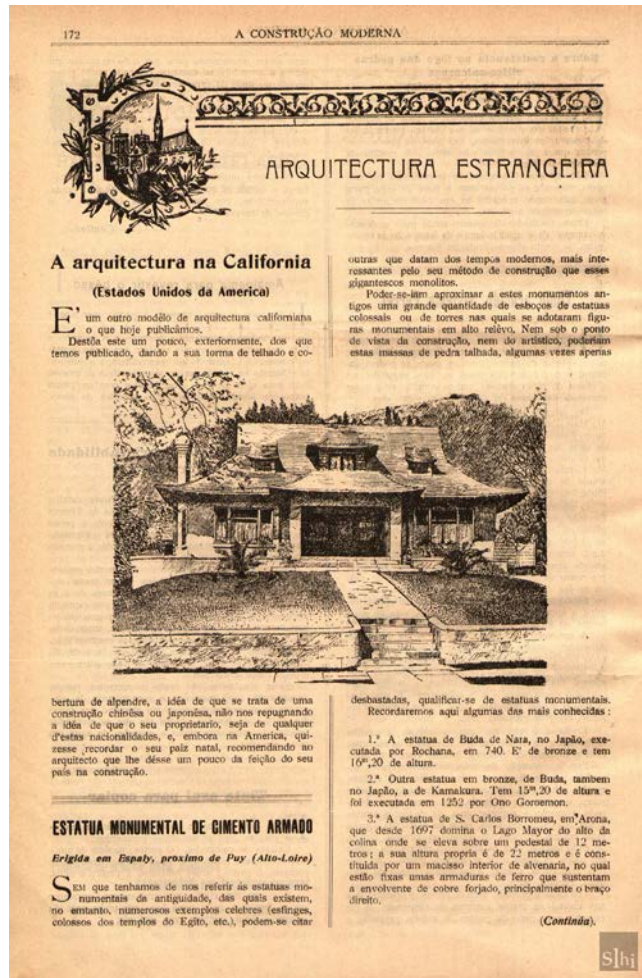 172
A CONSTRUÇÃO MODERNA
ARQUITECTURA ESTRANGEIRA
A arquitectura na California
(Estados Unidos da America)
E' um outro modêlo de arquitectura californiana
o que hoje publicâmos.
Destôa este um pouco, exteriormente, dos que
temos publicado, dando a sua forma de telhado e co-
bertura de alpendre, a idéa de que se trata de uma
construção chinêsa ou japonêsa, não nos repugnando
a idéa de que o seu proprietario, seja de qualquer
d'estas nacionalidades, e, embora na America, qui-
zesse recordar o seu paiz natal, recomendando ao
arquitecto que lhe désse um pouco da feição do seu
país na construção.
ESTATUA MONUMENTAL DE CIMENTO ARMADO
Erigida em Espaly, proximo de Puy (Alto-Loire)
SEM que tenhamos de nos referir ás estatuas mo-
numentais da antiguidade, das quais existem,
no emtanto, numerosos exemplos celebres (esfinges,
colossos dos templos do Egito, etc.), podem-se citar
outras que datam dos tempos modernos, mais inte-
ressantes pelo seu método de construção que esses
gigantescos monolitos.
Poder-se-iam aproximar a estes monumentos an-
tigos uma grande quantidade de esboços de estatuas
colossais ou de torres nas quais se adotaram figu-
ras monumentais em alto relêvo. Nem sob o ponto
de vista da construção, nem do artistico, poderiam
estas massas de pedra talhada, algumas vezes apenas
desbastadas, qualificar-se de estatuas monumentais.
Recordaremos aqui algumas das mais conhecidas :
1.ª A estatua de Buda de Nara, no Japão, exe-
cutada por Rochana, em 740. E' de bronze e tem
16ᵐ,20 de altura.
2.ª Outra estatua em bronze, de Buda, tambem
no Japão, a de Kamakura. Tem 15ᵐ,20 de altura e
foi executada em 1252 por Ono Goroemon.
3.ª A estatua de S. Carlos Borromeu, em Arona,
que desde 1697 domina o Lago Mayor do alto da
colina onde se eleva sobre um pedestal de 12 me-
tros ; a sua altura propria é de 22 metros e é cons-
tituida por um macisso interior de alvenaria, no qual
estão fixas umas armaduras de ferro que sustentam
a envolvente de cobre forjado, principalmente o braço
direito.
(Continúa).
s|hi